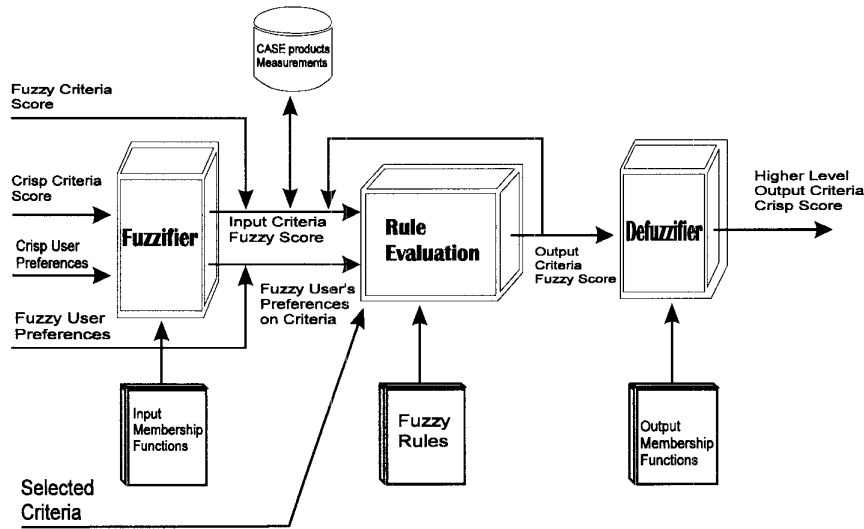 CASE products
Measurements
Fuzzy Criteria
Score
Crisp Criteria
Score
Crisp User
Preferences
Fuzzy User
Preferences
Fuzzifier
Input Criteria
Fuzzy Score
Fuzzy User's
Preferences
on Criteria
Rule
Evaluation
Output
Criteria
Fuzzy Score
Defuzzifier
Higher Level
Output Criteria
Crisp Score
Input
Membership
Functions
Fuzzy
Rules
Output
Membership
Functions
Selected
Criteria